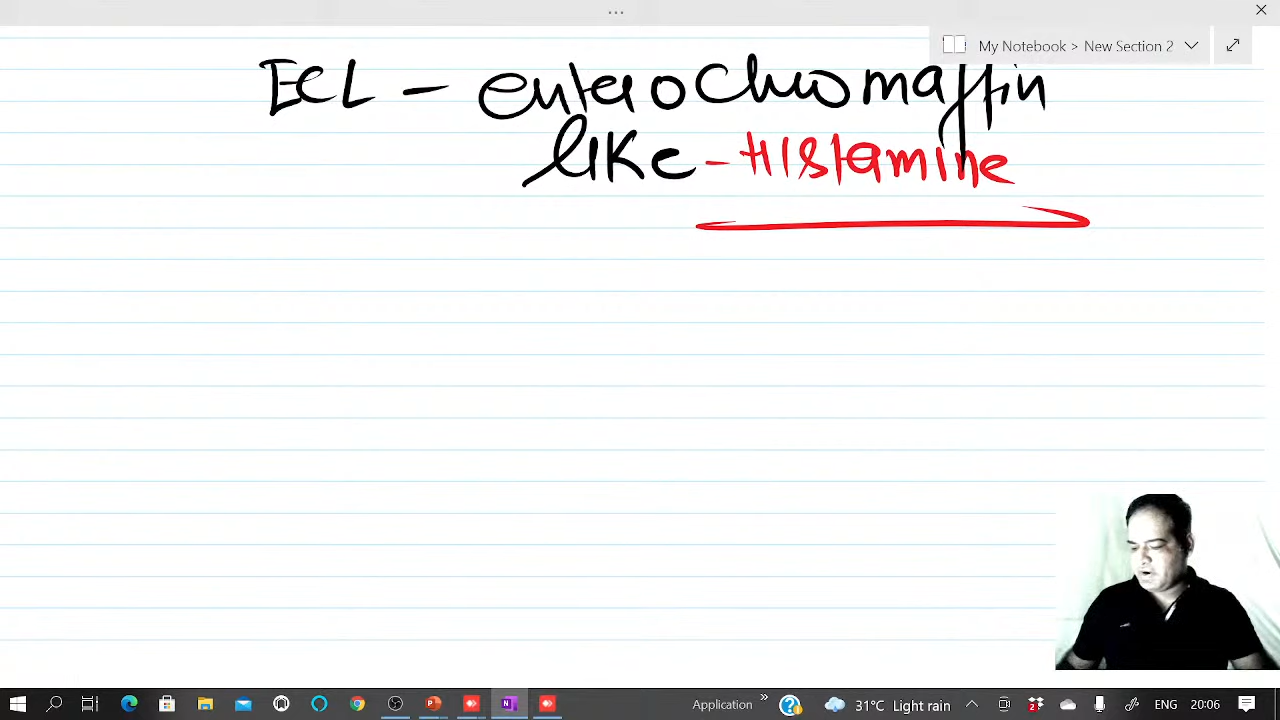 ...
My Notebook > New Section 2
ECL - enterochromaffin
like - Histamine
Application
31°C Light rain
ENG
20:06